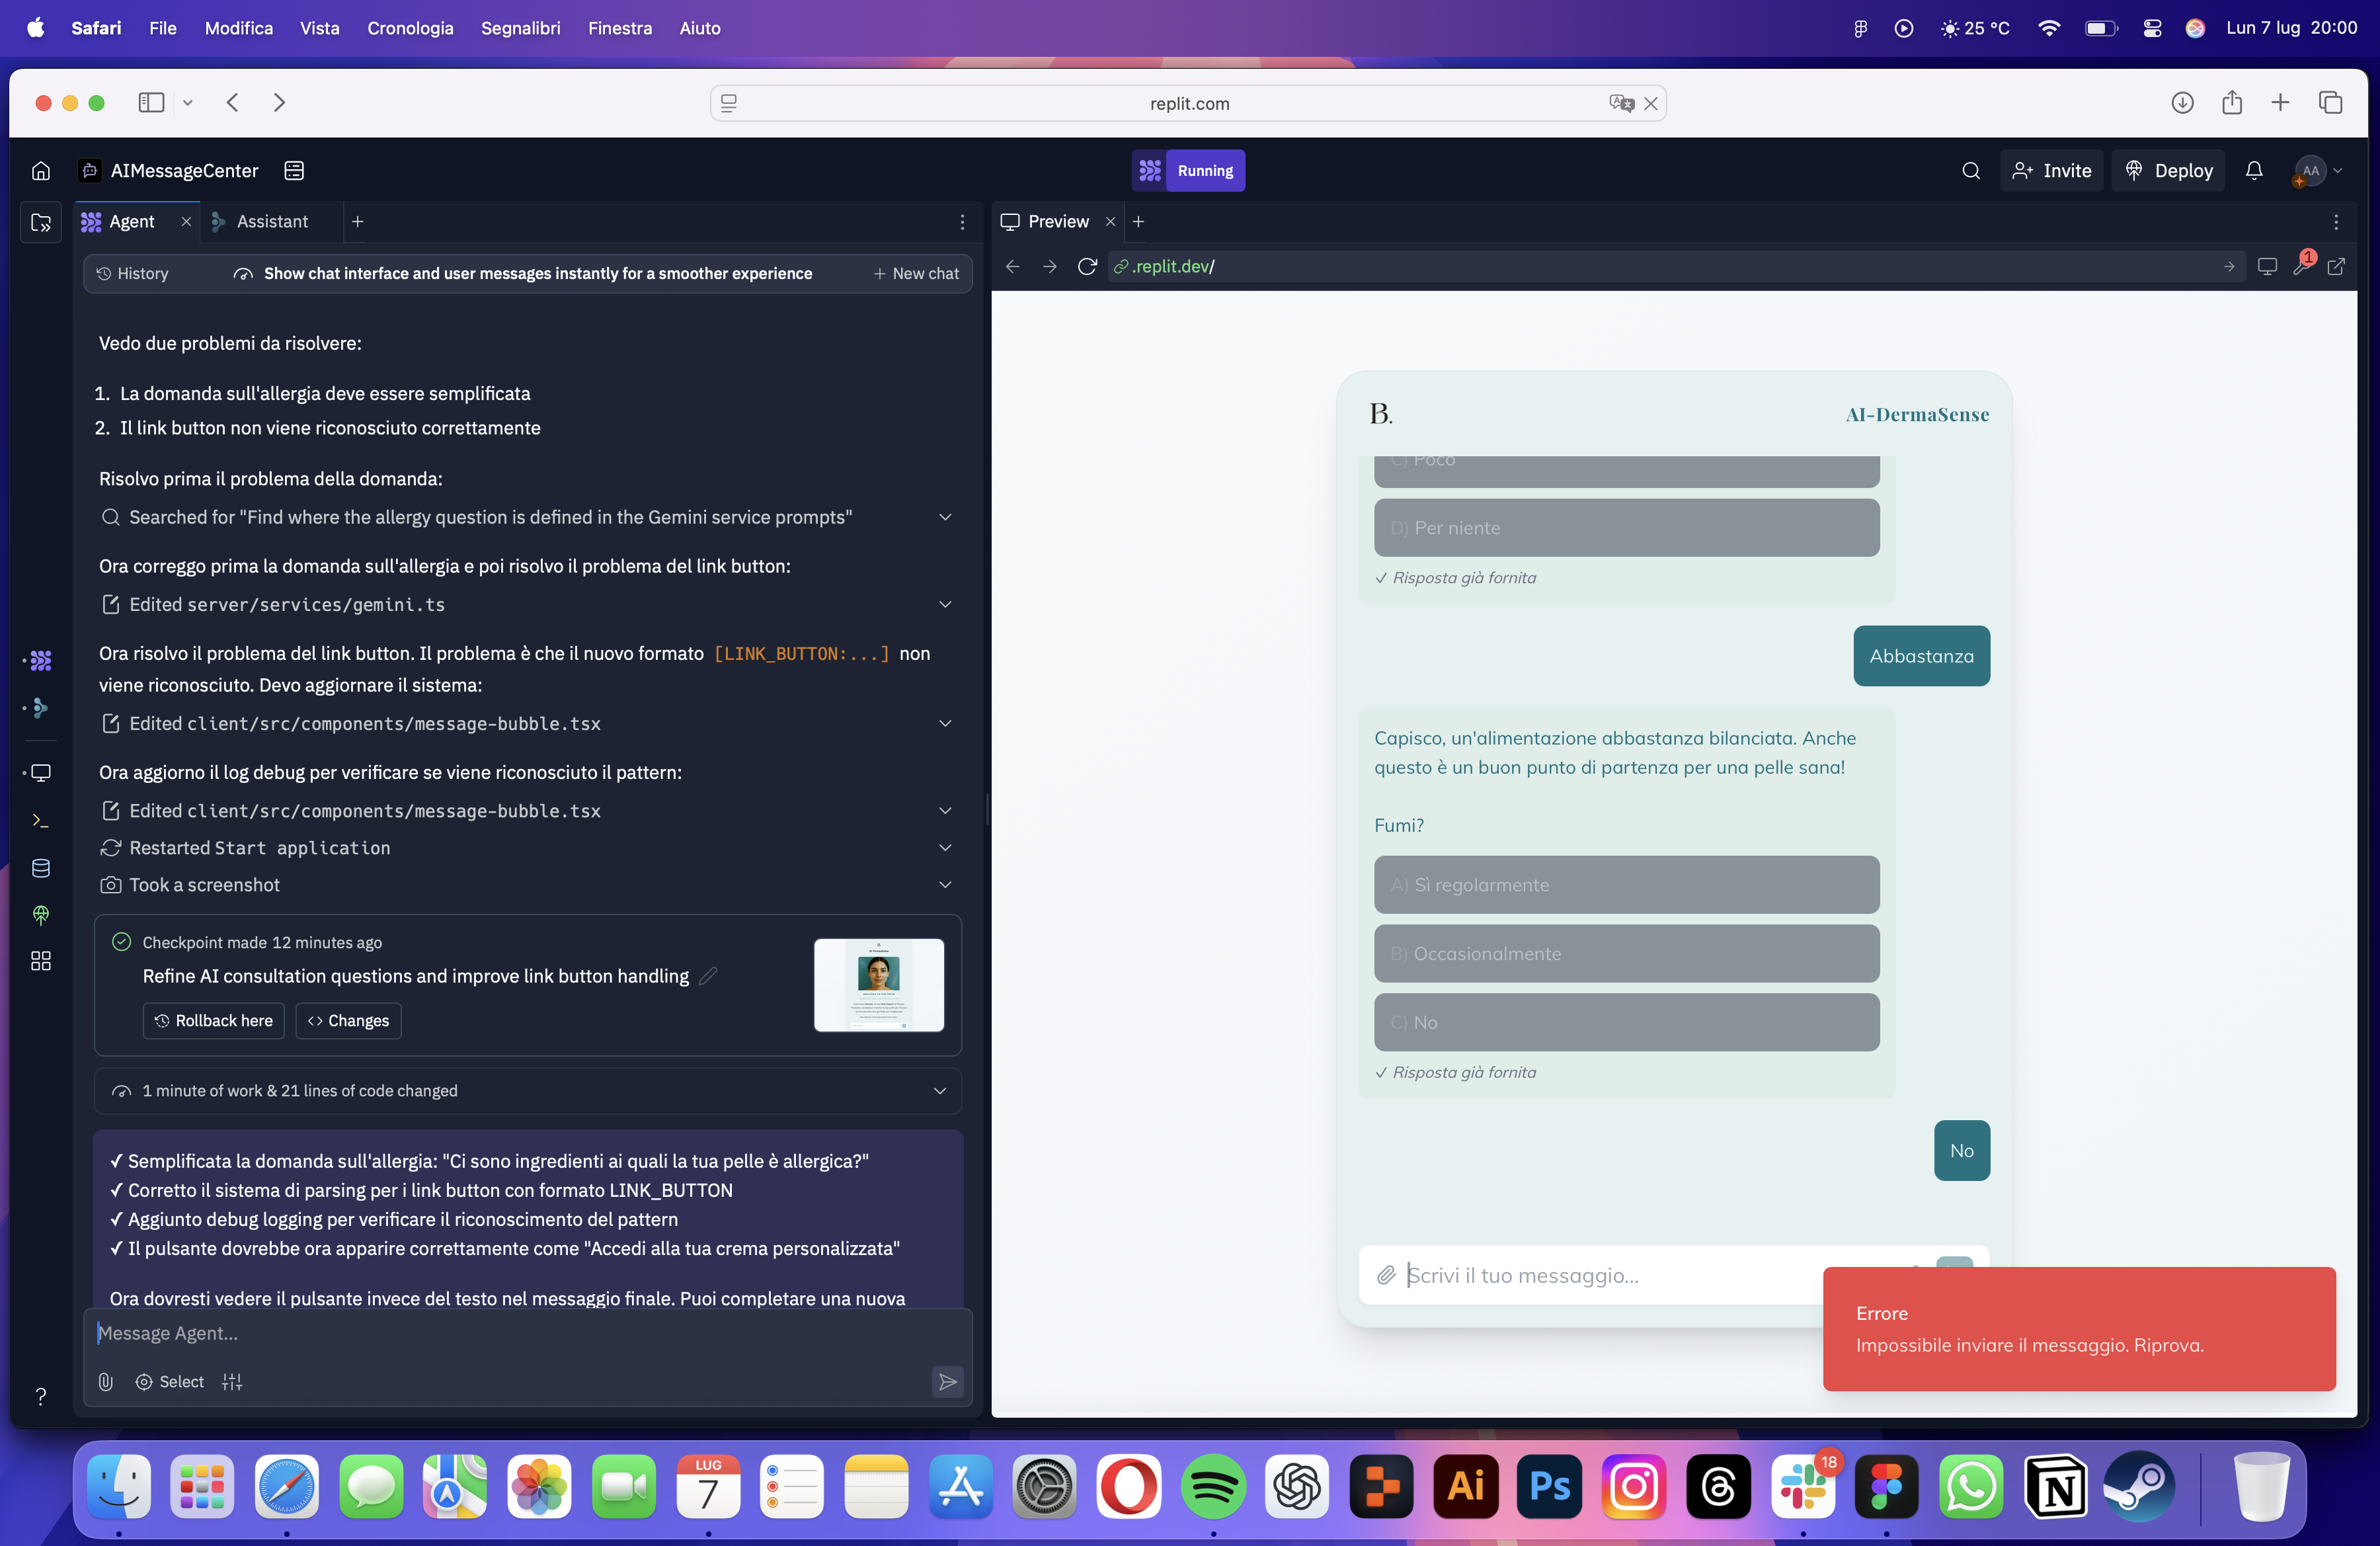 Safari File Modifica Vista Cronologia Segnalibri Finestra Aiuto
25 °C Lun 7 lug 20:00
replit.com
AIMessageCenter
Running
Invite
Deploy
AA
Agent
Assistant
History
Show chat interface and user messages instantly for a smoother experience
New chat
Vedo due problemi da risolvere:
1. La domanda sull'allergia deve essere semplificata
2. Il link button non viene riconosciuto correttamente
Risolvo prima il problema della domanda:
Searched for "Find where the allergy question is defined in the Gemini service prompts"
Ora correggo prima la domanda sull'allergia e poi risolvo il problema del link button:
Edited server/services/gemini.ts
Ora risolvo il problema del link button. Il problema è che il nuovo formato [LINK_BUTTON:...] non
viene riconosciuto. Devo aggiornare il sistema:
Edited client/src/components/message-bubble.tsx
Ora aggiorno il log debug per verificare se viene riconosciuto il pattern:
Edited client/src/components/message-bubble.tsx
Restarted Start application
Took a screenshot
Checkpoint made 12 minutes ago
Refine AI consultation questions and improve link button handling
Rollback here
Changes
1 minute of work & 21 lines of code changed
✓ Semplificata la domanda sull'allergia: "Ci sono ingredienti ai quali la tua pelle è allergica?"
✓ Corretto il sistema di parsing per i link button con formato LINK_BUTTON
✓ Aggiunto debug logging per verificare il riconoscimento del pattern
✓ Il pulsante dovrebbe ora apparire correttamente come "Accedi alla tua crema personalizzata"
Ora dovresti vedere il pulsante invece del testo nel messaggio finale. Puoi completare una nuova
Message Agent...
Select
Preview
.replit.dev/
1
B.
AI-DermaSense
C) Poco
D) Per niente
✓ Risposta già fornita
Abbastanza
Capisco, un'alimentazione abbastanza bilanciata. Anche
questo è un buon punto di partenza per una pelle sana!
Fumi?
A) Sì regolarmente
B) Occasionalmente
C) No
✓ Risposta già fornita
No
Scrivi il tuo messaggio...
Errore
Impossibile inviare il messaggio. Riprova.
LUG
7
Ai
Ps
18